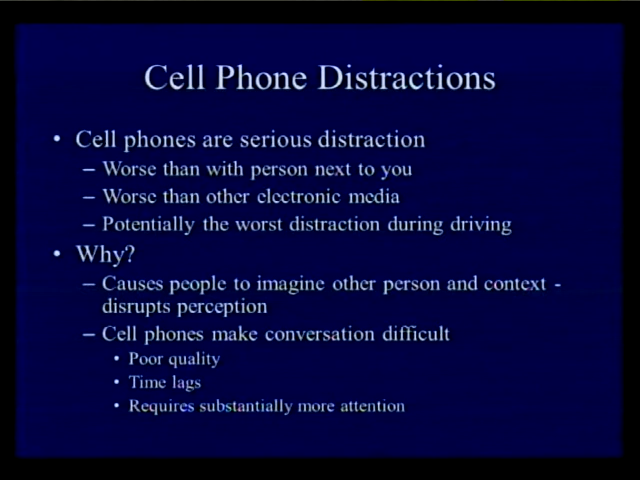 Cell Phone Distractions
• Cell phones are serious distraction
– Worse than with person next to you
– Worse than other electronic media
– Potentially the worst distraction during driving
• Why?
– Causes people to imagine other person and context -
disrupts perception
– Cell phones make conversation difficult
• Poor quality
• Time lags
• Requires substantially more attention